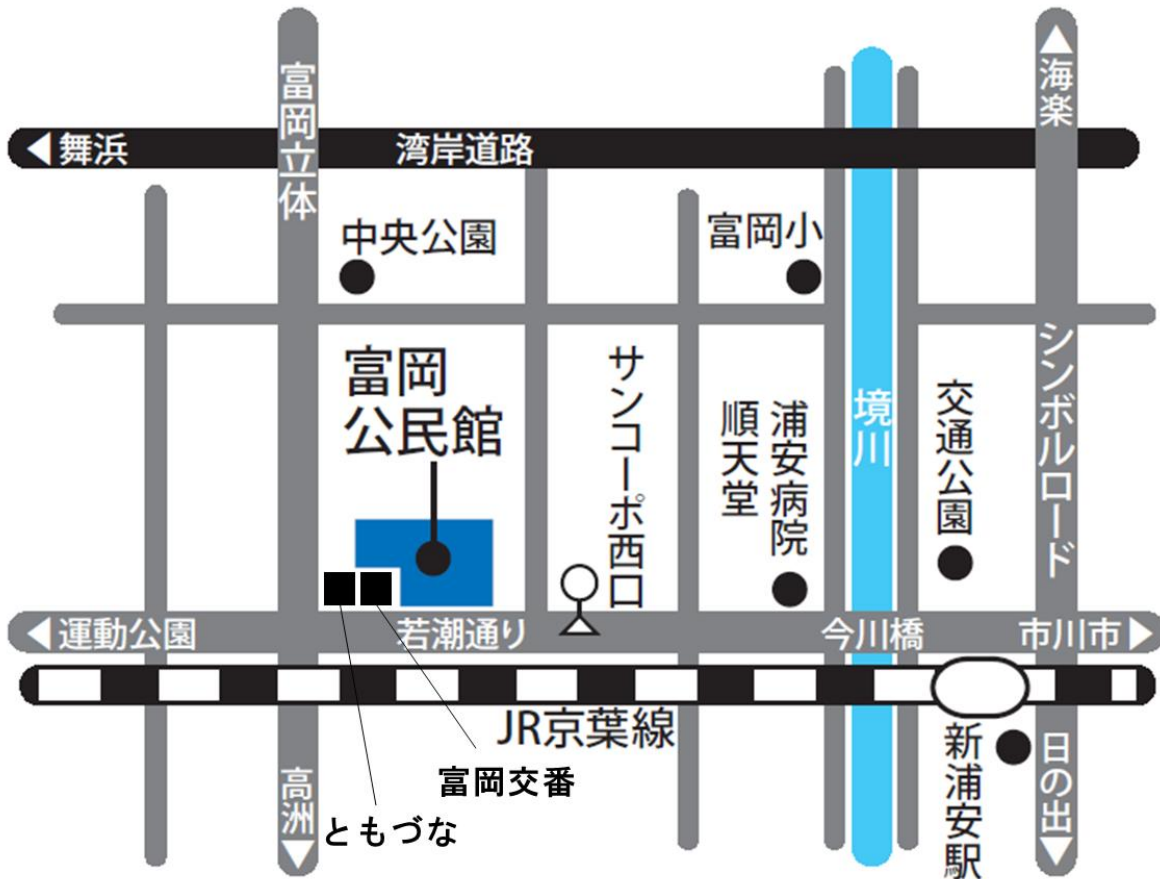 富岡立体
▲海楽
◀舞浜
湾岸道路
中央公園
富岡小
富岡
公民館
サンコーポ西口
順天堂
浦安病院
境川
交通公園
シンボルロード
◀運動公園
若潮通り
今川橋
市川市▶
JR京葉線
富岡交番
ともづな
高洲▼
新浦安駅
日の出▼